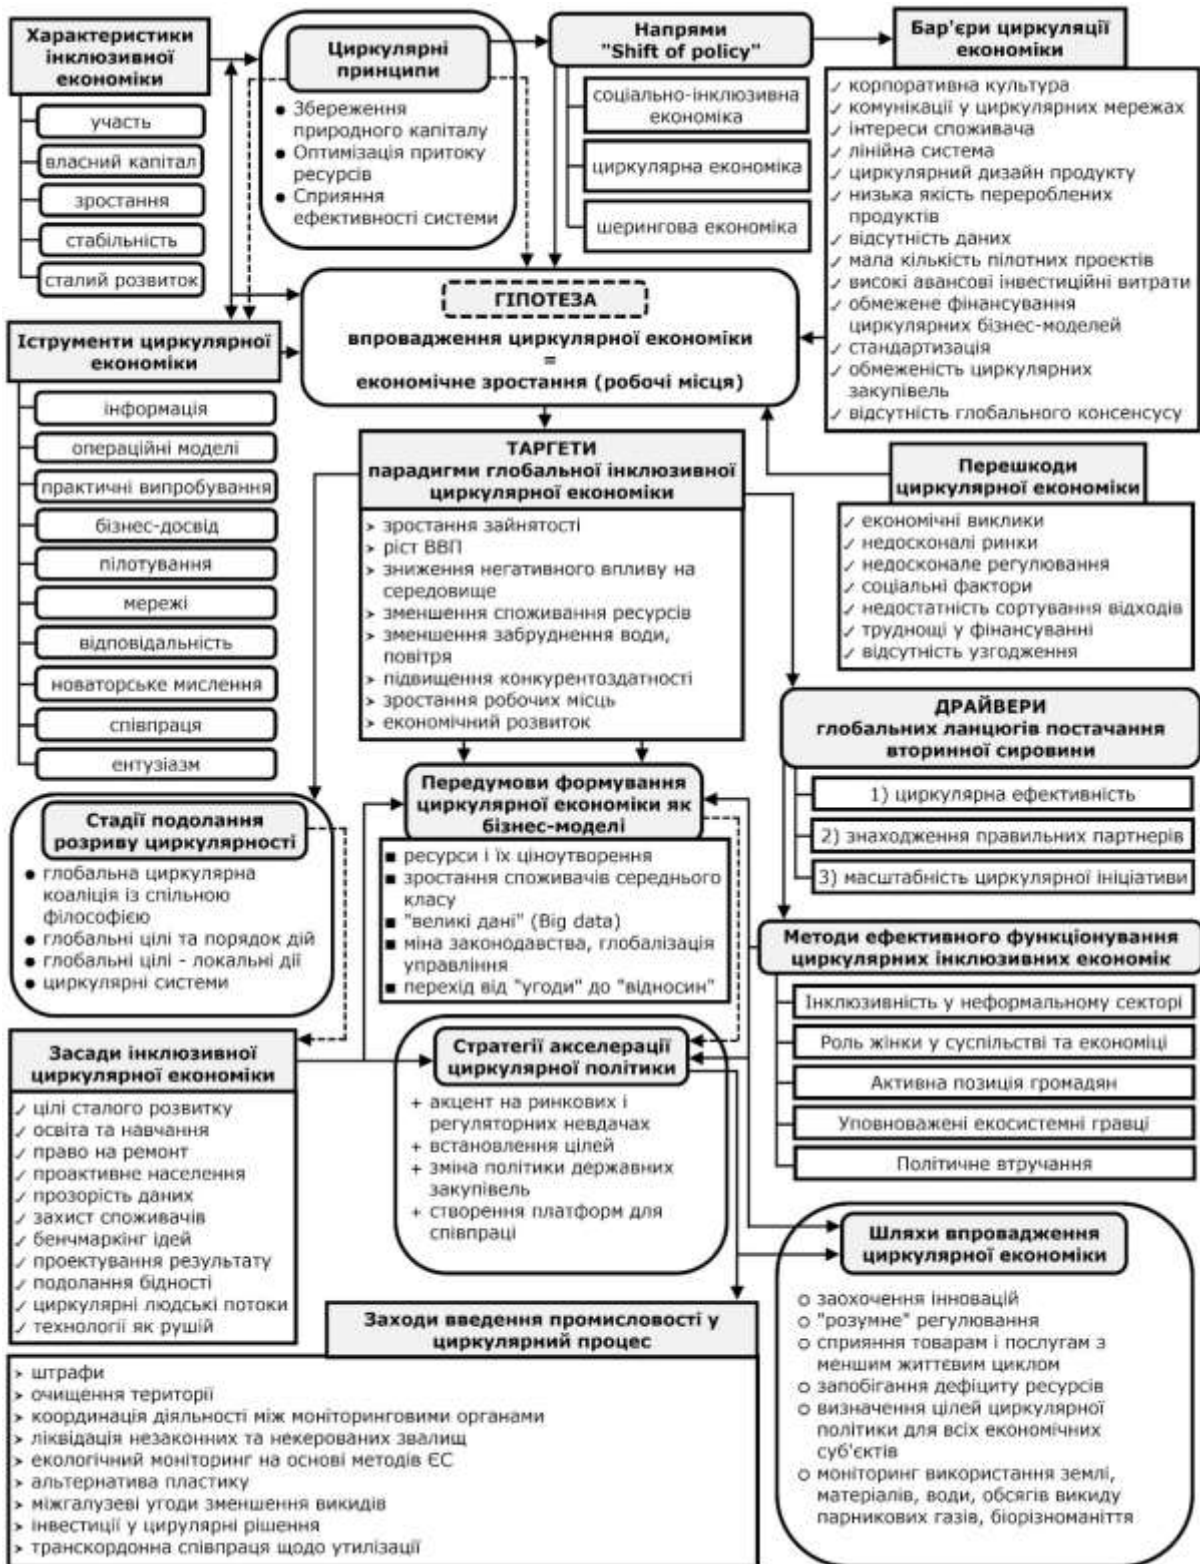 Характеристики
інклюзивної
економіки
участь
власний капітал
зростання
стабільність
сталий розвиток
Циркулярні
принципи
● Збереження
природного капіталу
● Оптимізація притоку
ресурсів
● Сприяння
ефективності системи
Напрями
"Shift of policy"
соціально-інклюзивна
економіка
циркулярна економіка
шерингова економіка
Бар'єри циркуляції
економіки
✓ корпоративна культура
✓ комунікації у циркулярних мережах
✓ інтереси споживача
✓ лінійна система
✓ циркулярний дизайн продукту
✓ низька якість перероблених
продуктів
✓ відсутність даних
✓ мала кількість пілотних проектів
✓ високі авансові інвестиційні витрати
✓ обмежене фінансування
циркулярних бізнес-моделей
✓ стандартизація
✓ обмеженість циркулярних
закупівель
✓ відсутність глобального консенсусу
ГІПОТЕЗА
впровадження циркулярної економіки
=
економічне зростання (робочі місця)
Іструменти циркулярної
економіки
інформація
операційні моделі
практичні випробування
бізнес-досвід
пілотування
мережі
відповідальність
новаторське мислення
співпраця
ентузіазм
ТАРГЕТИ
парадигми глобальної інклюзивної
циркулярної економіки
➤ зростання зайнятості
➤ ріст ВВП
➤ зниження негативного впливу на
середовище
➤ зменшення споживання ресурсів
➤ зменшення забруднення води,
повітря
➤ підвищення конкурентоздатності
➤ зростання робочих місць
➤ економічний розвиток
Перешкоди
циркулярної економіки
✓ економічні виклики
✓ недосконалі ринки
✓ недосконале регулювання
✓ соціальні фактори
✓ недостатність сортування відходів
✓ труднощі у фінансуванні
✓ відсутність узгодження
ДРАЙВЕРИ
глобальних ланцюгів постачання
вторинної сировини
1) циркулярна ефективність
2) знаходження правильних партнерів
3) масштабність циркулярної ініціативи
Стадії подолання
розриву циркулярності
● глобальна циркулярна
коаліція із спільною
філософією
● глобальні цілі та порядок дій
● глобальні цілі - локальні дії
● циркулярні системи
Передумови формування
циркулярної економіки як
бізнес-моделі
■ ресурси і їх ціноутворення
■ зростання споживачів середнього
класу
■ "великі дані" (Big data)
■ міна законодавства, глобалізація
управління
■ перехід від "угоди" до "відносин"
Методи ефективного функціонування
циркулярних інклюзивних економік
Інклюзивність у неформальному секторі
Роль жінки у суспільстві та економіці
Активна позиція громадян
Уповноважені екосистемні гравці
Політичне втручання
Засади інклюзивної
циркулярної економіки
✓ цілі сталого розвитку
✓ освіта та навчання
✓ право на ремонт
✓ проактивне населення
✓ прозорість даних
✓ захист споживачів
✓ бенчмаркінг ідей
✓ проектування результату
✓ подолання бідності
✓ циркулярні людські потоки
✓ технології як рушій
Стратегії акселерації
циркулярної політики
+ акцент на ринкових і
регуляторних невдачах
+ встановлення цілей
+ зміна політики державних
закупівель
+ створення платформ для
співпраці
Шляхи впровадження
циркулярної економіки
○ заохочення інновацій
○ "розумне" регулювання
○ сприяння товарам і послугам з
меншим життєвим циклом
○ запобігання дефіциту ресурсів
○ визначення цілей циркулярної
політики для всіх економічних
суб'єктів
○ моніторинг використання землі,
матеріалів, води, обсягів викиду
парникових газів, біорізноманіття
Заходи введення промисловості у
циркулярний процес
➤ штрафи
➤ очищення території
➤ координація діяльності між моніторинговими органами
➤ ліквідація незаконних та некерованих звалищ
➤ екологічний моніторинг на основі методів ЄС
➤ альтернатива пластику
➤ міжгалузеві угоди зменшення викидів
➤ інвестиції у цирулярні рішення
➤ транскордонна співпраця щодо утилізації